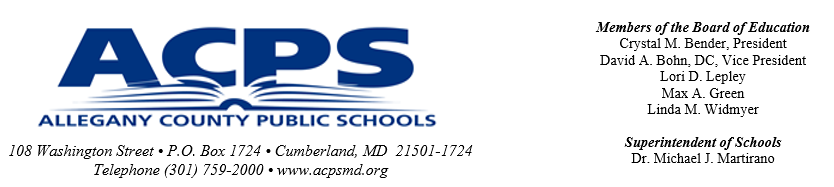 ACPS
ALLEGANY COUNTY PUBLIC SCHOOLS
108 Washington Street • P.O. Box 1724 • Cumberland, MD 21501-1724
Telephone (301) 759-2000 • www.acpsmd.org
Members of the Board of Education
Crystal M. Bender, President
David A. Bohn, DC, Vice President
Lori D. Lepley
Max A. Green
Linda M. Widmyer
Superintendent of Schools
Dr. Michael J. Martirano